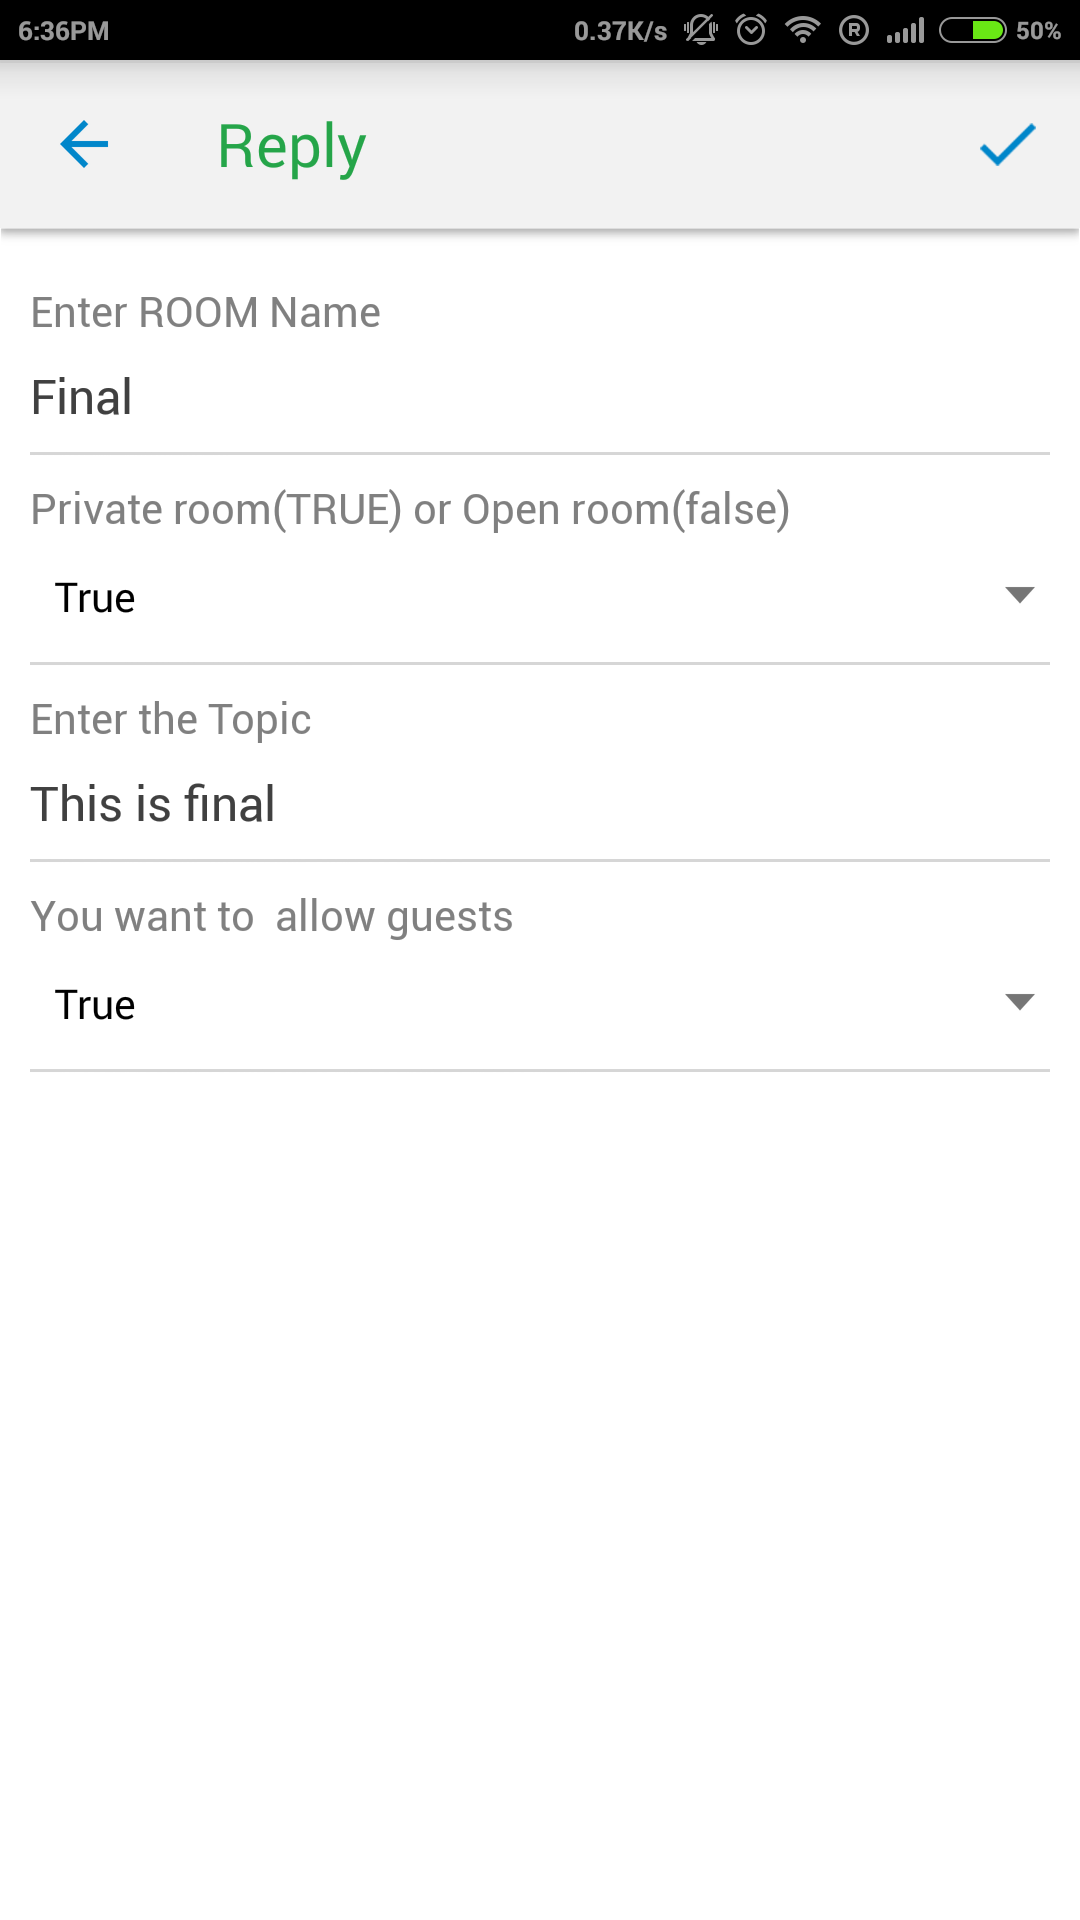 6:36PM 0.37K/s R 50%
Reply
Enter ROOM Name
Final
Private room(TRUE) or Open room(false)
True
Enter the Topic
This is final
You want to  allow guests
True